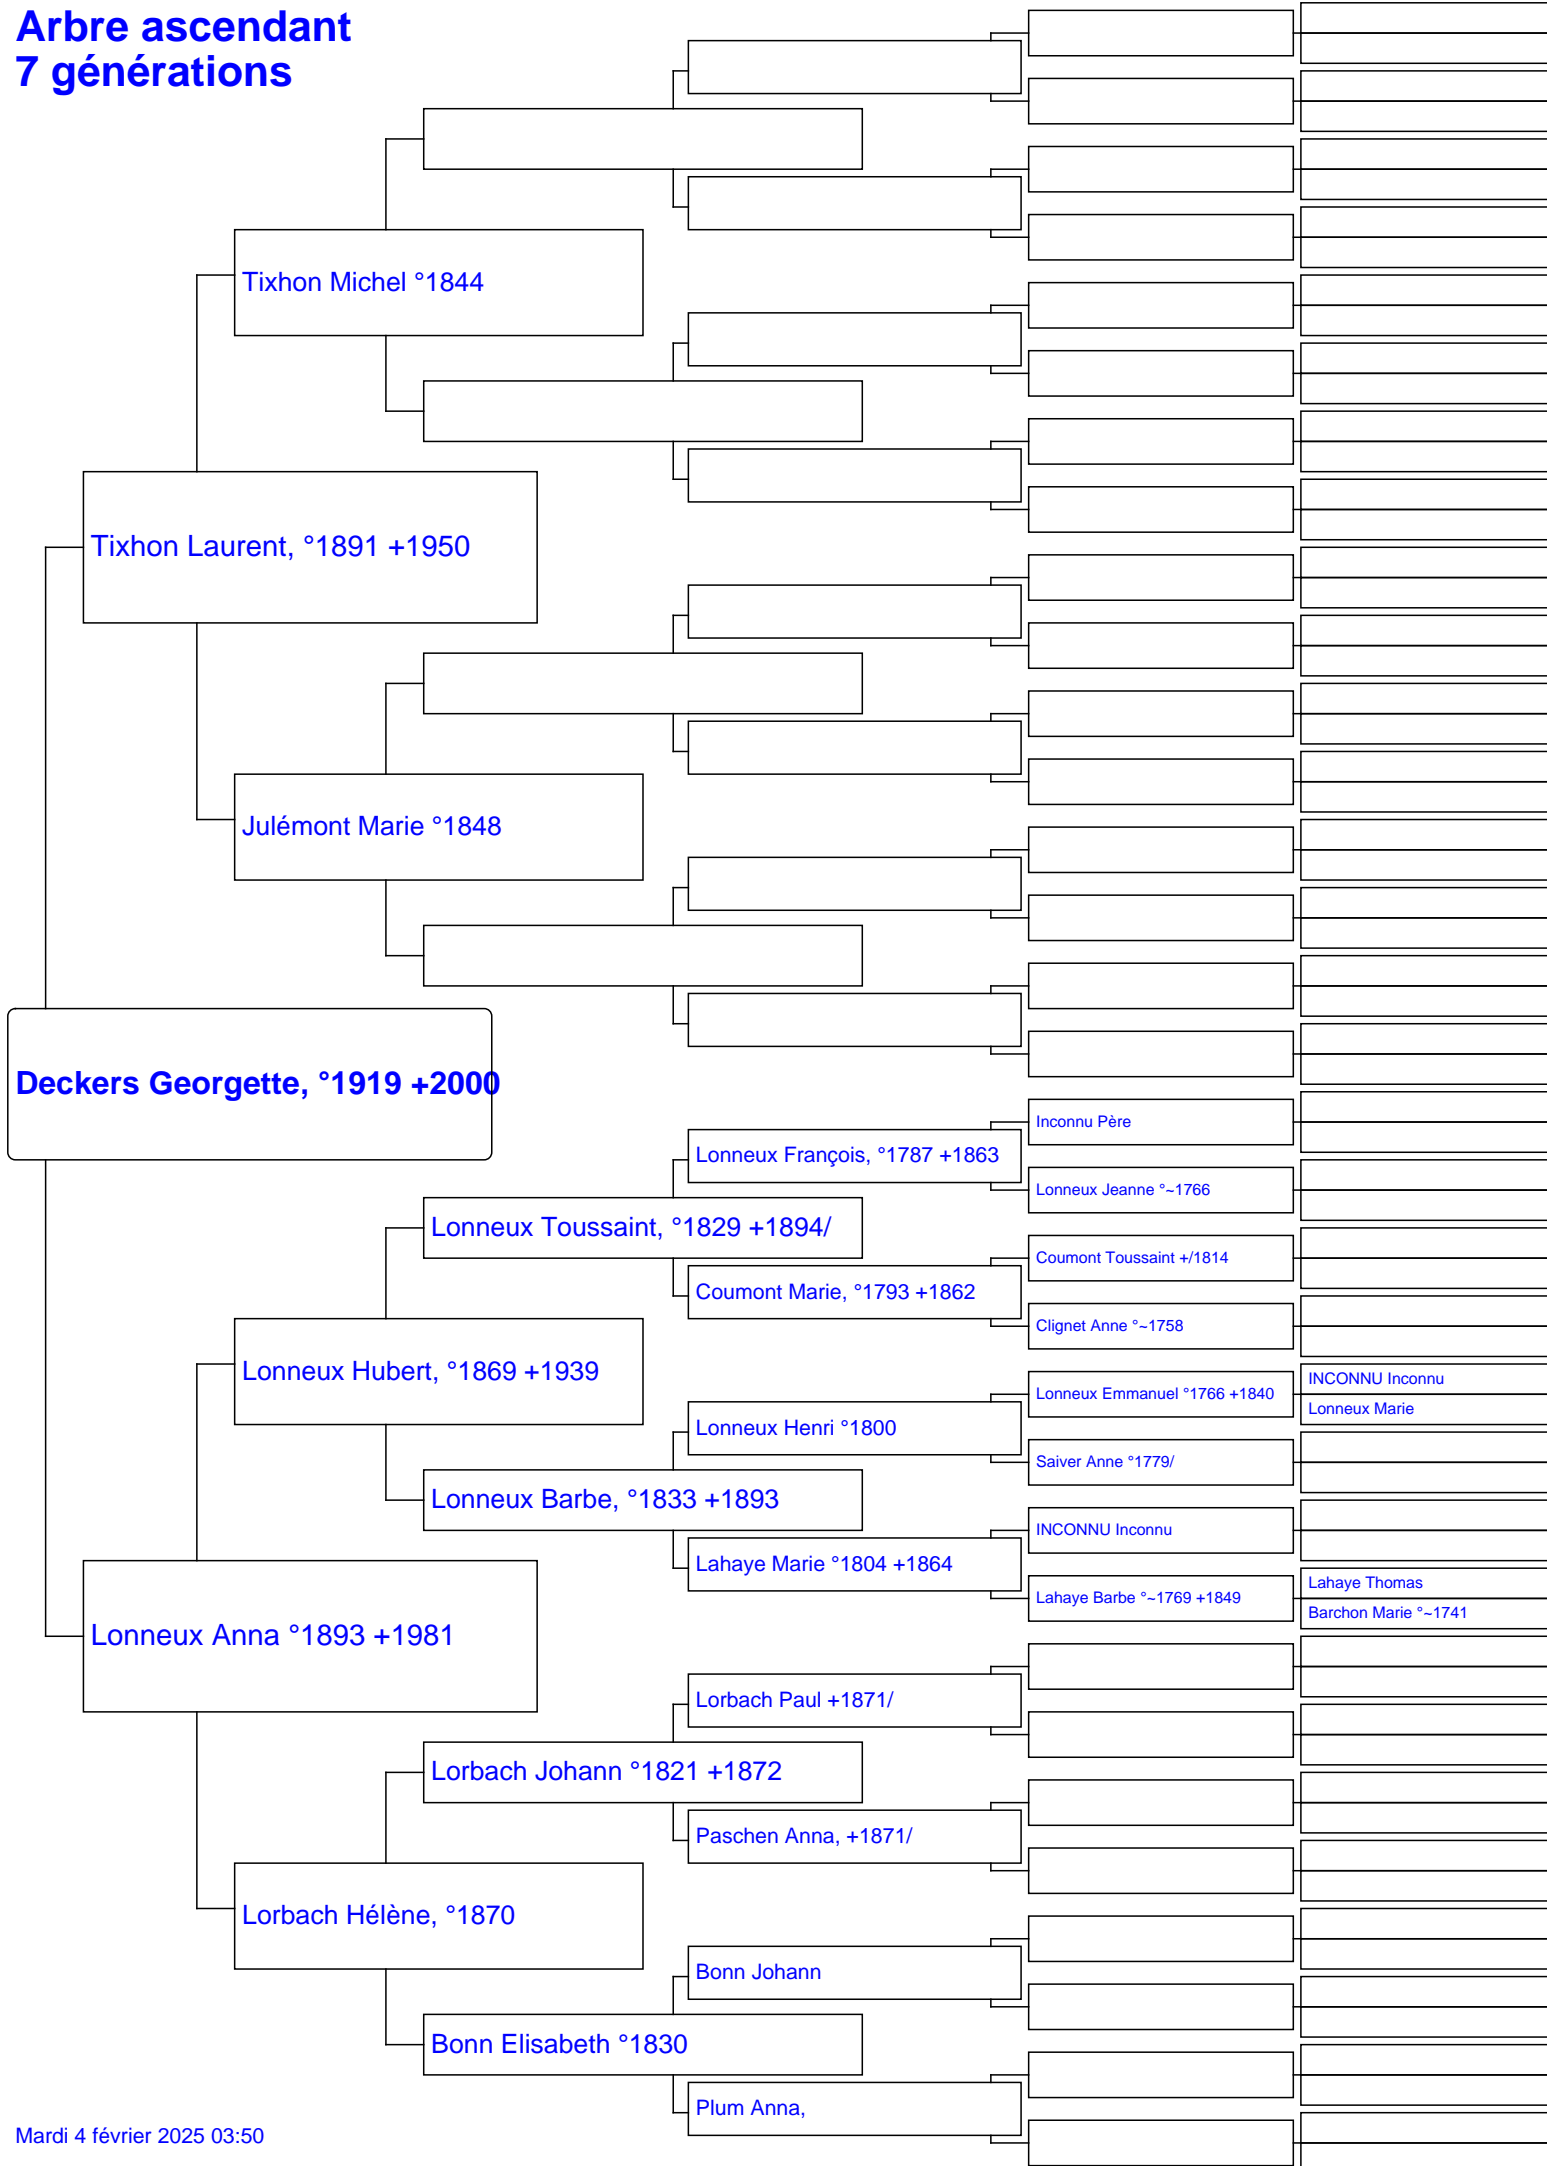 Arbre ascendant
7 générations
Tixhon Michel °1844
Tixhon Laurent, °1891 +1950
Julémont Marie °1848
Deckers Georgette, °1919 +2000
Inconnu Père
Lonneux François, °1787 +1863
Lonneux Jeanne °~1766
Lonneux Toussaint, °1829 +1894/
Coumont Toussaint +/1814
Coumont Marie, °1793 +1862
Clignet Anne °~1758
Lonneux Hubert, °1869 +1939
INCONNU Inconnu
Lonneux Emmanuel °1766 +1840
Lonneux Marie
Lonneux Henri °1800
Saiver Anne °1779/
Lonneux Barbe, °1833 +1893
INCONNU Inconnu
Lahaye Marie °1804 +1864
Lahaye Thomas
Lahaye Barbe °~1769 +1849
Barchon Marie °~1741
Lonneux Anna °1893 +1981
Lorbach Paul +1871/
Lorbach Johann °1821 +1872
Paschen Anna, +1871/
Lorbach Hélène, °1870
Bonn Johann
Bonn Elisabeth °1830
Plum Anna,
Mardi 4 février 2025 03:50